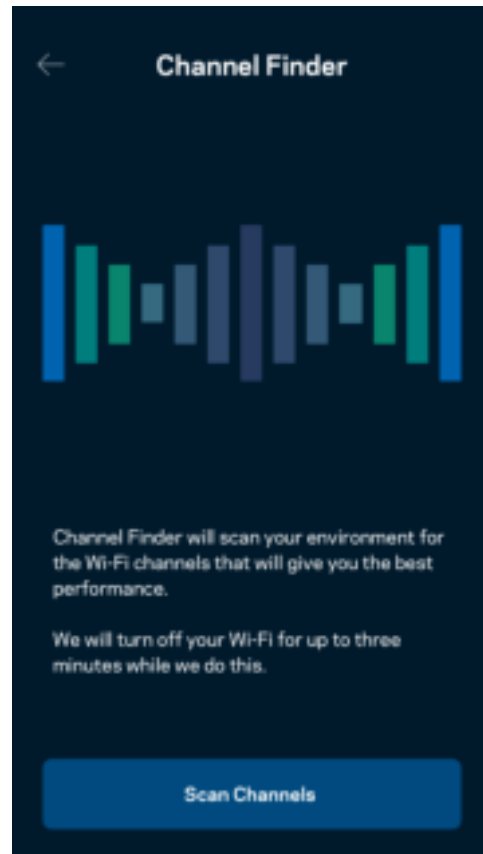 Channel Finder
Channel Finder will scan your environment for
the Wi-Fi channels that will give you the best
performance.
We will turn off your Wi-Fi for up to three
minutes while we do this.
Scan Channels